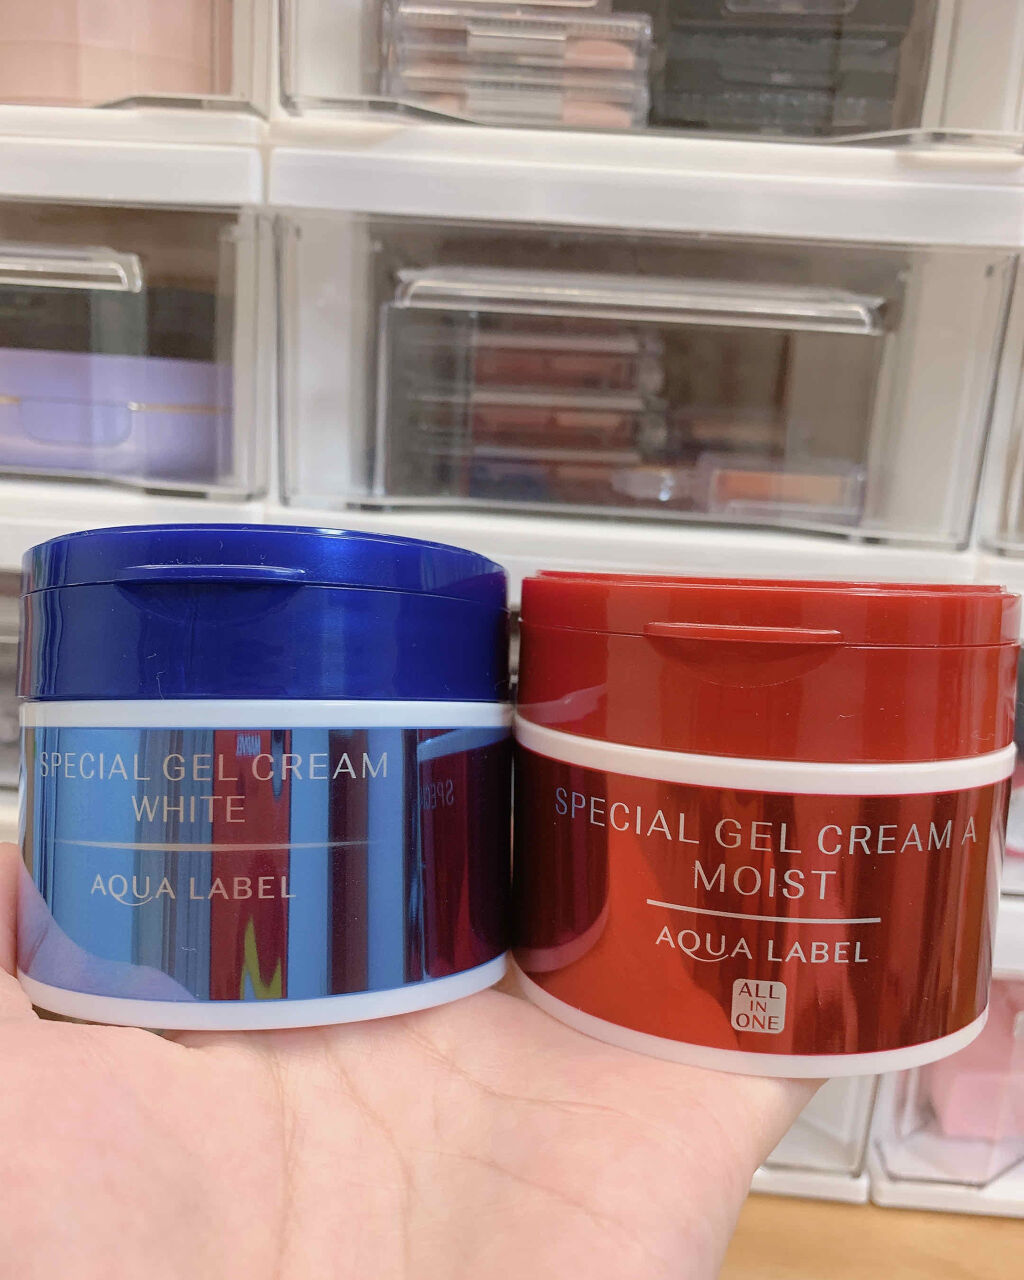 SPECIAL GEL CREAM
WHITE
AQUA LABEL
SPECIAL GEL CREAM A
MOIST
AQUA LABEL
ALL
IN
ONE